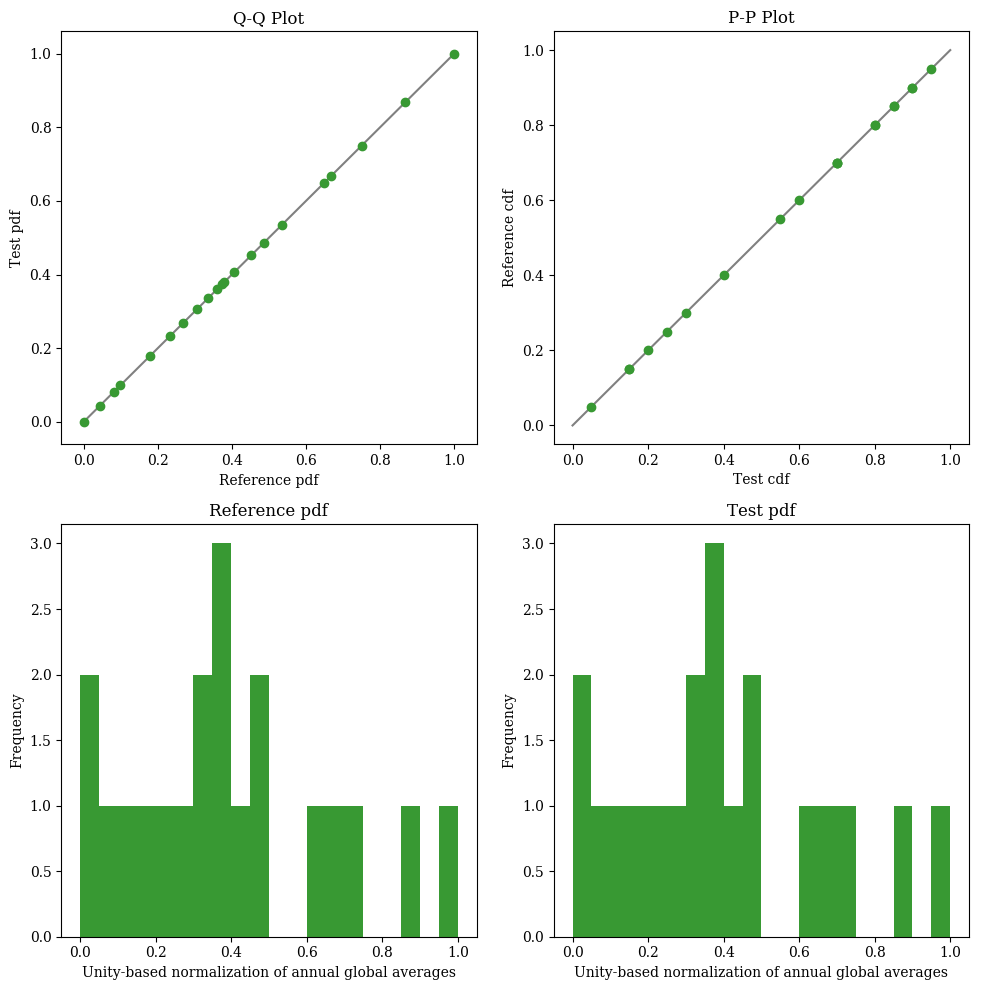 Q-Q Plot
1.0
0.8
0.6
0.4
0.2
0.0
Test pdf
0.0 0.2 0.4 0.6 0.8 1.0
Reference pdf
P-P Plot
1.0
0.8
0.6
0.4
0.2
0.0
Reference cdf
0.0 0.2 0.4 0.6 0.8 1.0
Test cdf
Reference pdf
3.0
2.5
2.0
1.5
1.0
0.5
0.0
Frequency
0.0 0.2 0.4 0.6 0.8 1.0
Unity-based normalization of annual global averages
Test pdf
3.0
2.5
2.0
1.5
1.0
0.5
0.0
Frequency
0.0 0.2 0.4 0.6 0.8 1.0
Unity-based normalization of annual global averages